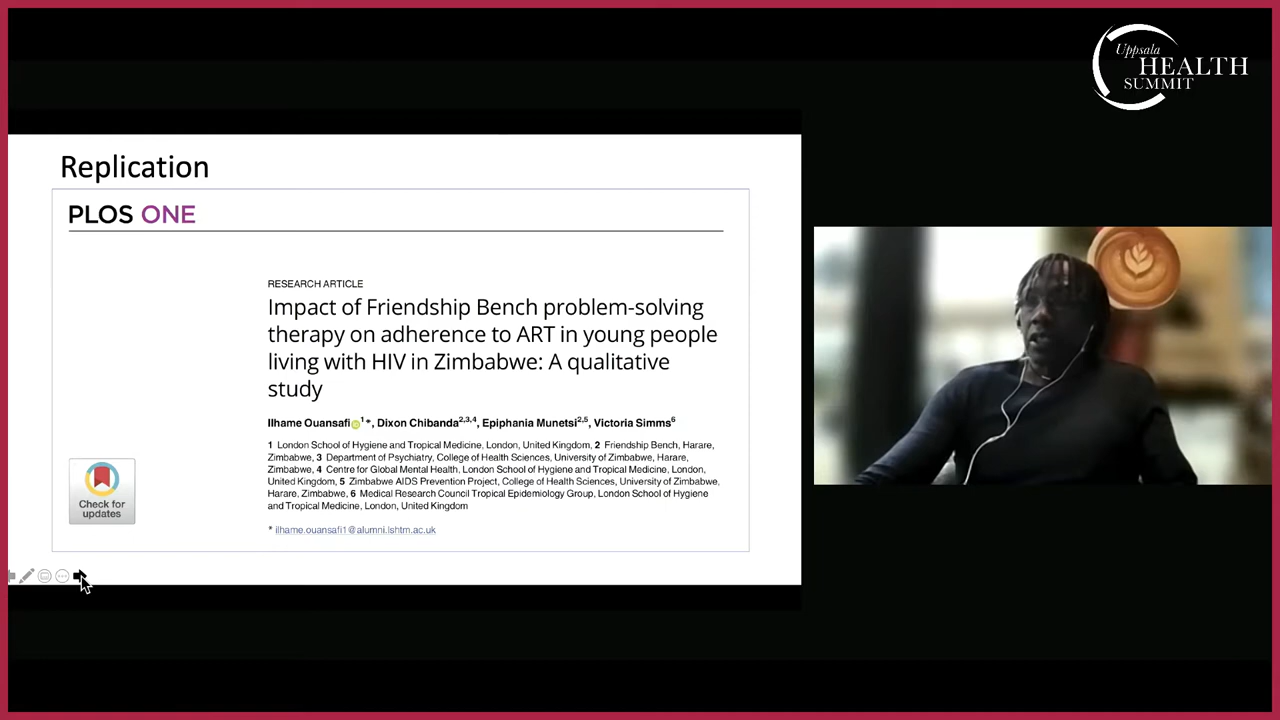 Uppsala
HEALTH
SUMMIT
Replication
PLOS ONE
RESEARCH ARTICLE
Impact of Friendship Bench problem-solving
therapy on adherence to ART in young people
living with HIV in Zimbabwe: A qualitative
study
Ilhame Ouansafi iD 1*, Dixon Chibanda2,3,4, Epiphania Munetsi2,5, Victoria Simms6
1 London School of Hygiene and Tropical Medicine, London, United Kingdom, 2 Friendship Bench, Harare,
Zimbabwe, 3 Department of Psychiatry, College of Health Sciences, University of Zimbabwe, Harare,
Zimbabwe, 4 Centre for Global Mental Health, London School of Hygiene and Tropical Medicine, London,
United Kingdom, 5 Zimbabwe AIDS Prevention Project, College of Health Sciences, University of Zimbabwe,
Harare, Zimbabwe, 6 Medical Research Council Tropical Epidemiology Group, London School of Hygiene
and Tropical Medicine, London, United Kingdom
* ilhame.ouansafi1@alumni.lshtm.ac.uk
Check for
updates